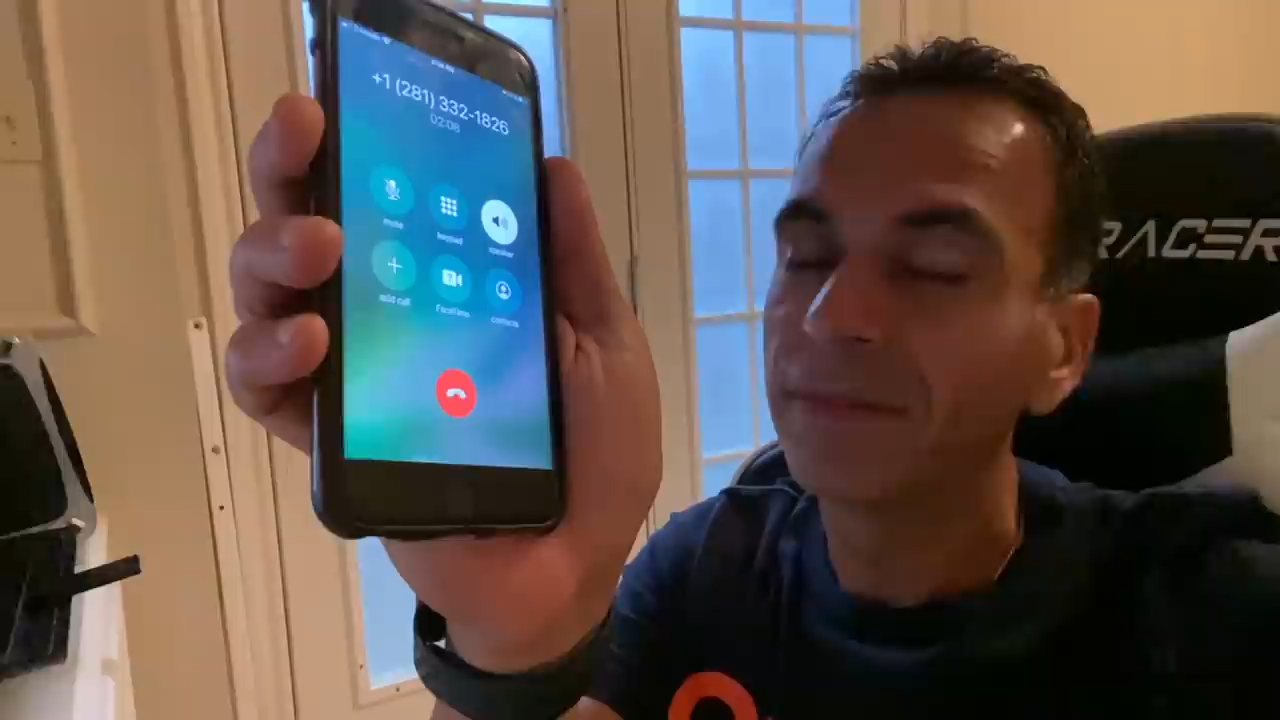 +1 (281) 332-1826
02:08
mute
keypad
speaker
add call
FaceTime
contacts
RACER